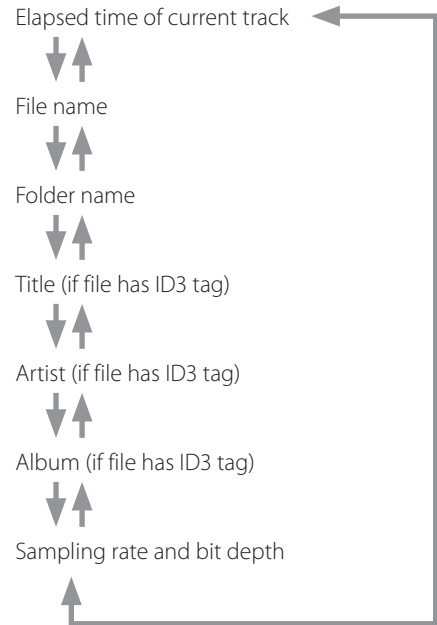 Elapsed time of current track
File name
Folder name
Title (if file has ID3 tag)
Artist (if file has ID3 tag)
Album (if file has ID3 tag)
Sampling rate and bit depth